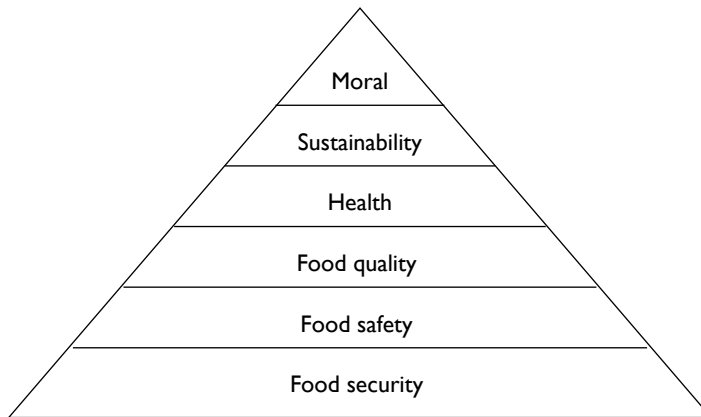 Moral
Sustainability
Health
Food quality
Food safety
Food security